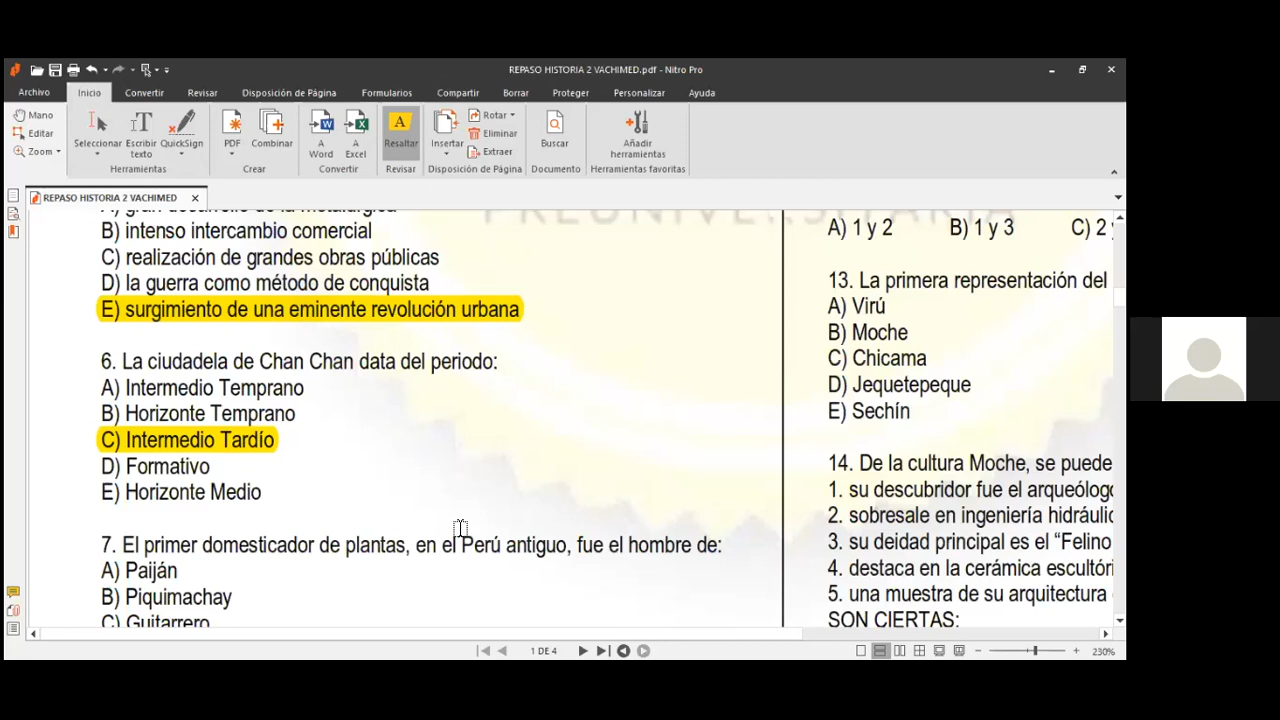 REPASO HISTORIA 2 VACHIMED.pdf - Nitro Pro
Archivo Inicio Convertir Revisar Disposición de Página Formularios Compartir Borrar Proteger Personalizar Ayuda
Mano
Editar
Zoom
Seleccionar
Escribir texto
QuickSign
Herramientas
PDF
Combinar
Crear
A Word
A Excel
Convertir
Resaltar
Revisar
Insertar
Rotar
Eliminar
Extraer
Disposición de Página
Buscar
Documento
Añadir herramientas
Herramientas favoritas
REPASO HISTORIA 2 VACHIMED
PREUNIVERSITARIA
A) gran desarrollo de la metalurgica
B) intenso intercambio comercial
C) realización de grandes obras públicas
D) la guerra como método de conquista
E) surgimiento de una eminente revolución urbana
6. La ciudadela de Chan Chan data del periodo:
A) Intermedio Temprano
B) Horizonte Temprano
C) Intermedio Tardío
D) Formativo
E) Horizonte Medio
7. El primer domesticador de plantas, en el Perú antiguo, fue el hombre de:
A) Paiján
B) Piquimachay
C) Guitarrero
A) 1 y 2 B) 1 y 3 C) 2 y
13. La primera representación del
A) Virú
B) Moche
C) Chicama
D) Jequetepeque
E) Sechín
14. De la cultura Moche, se puede
1. su descubridor fue el arqueólogo
2. sobresale en ingeniería hidráulic
3. su deidad principal es el “Felino
4. destaca en la cerámica escultóri
5. una muestra de su arquitectura
SON CIERTAS:
1 DE 4
230%